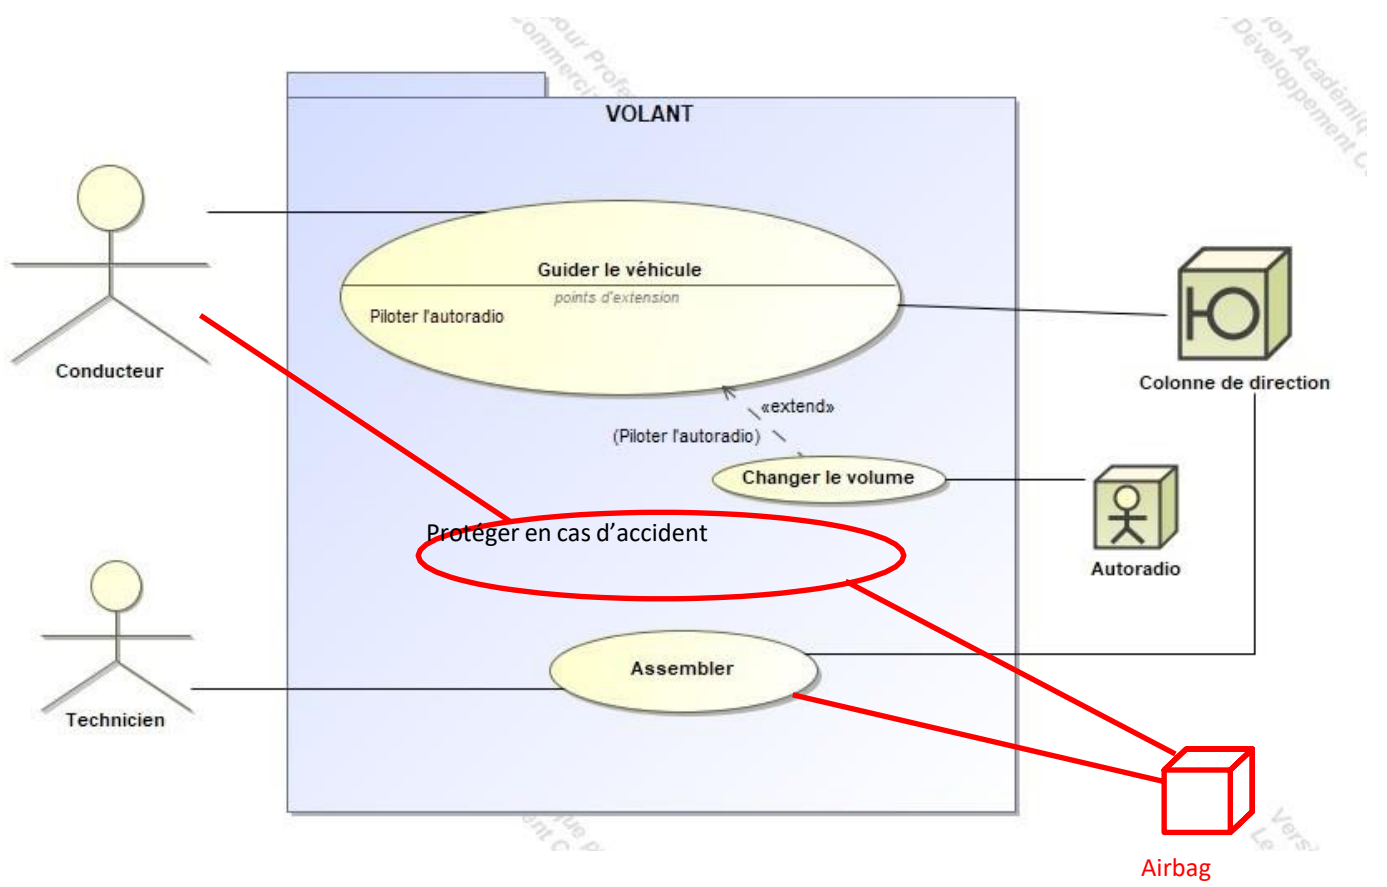 VOLANT
Guider le véhicule
points d'extension
Piloter l'autoradio
Conducteur
Colonne de direction
«extend»
(Piloter l'autoradio)
Changer le volume
Protéger en cas d’accident
Autoradio
Assembler
Technicien
Airbag